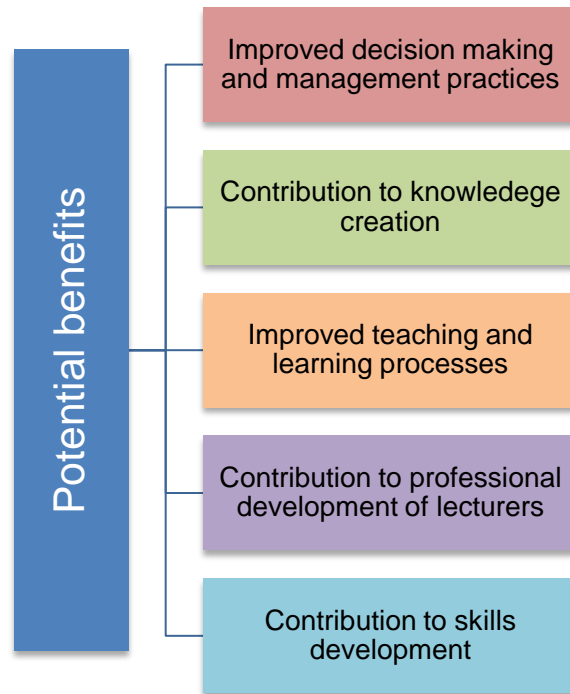 Potential benefits
Improved decision making
and management practices
Contribution to knowledege
creation
Improved teaching and
learning processes
Contribution to professional
development of lecturers
Contribution to skills
development